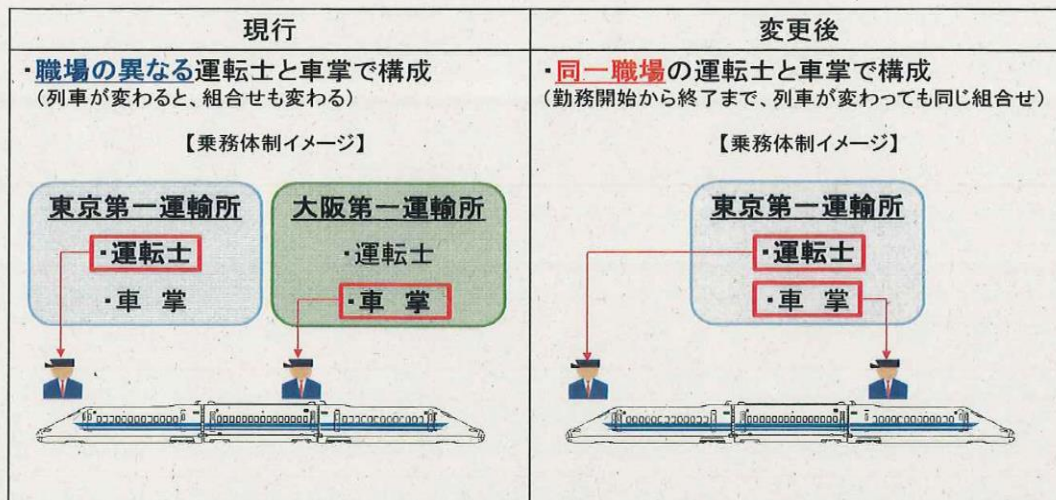 現行
・職場の異なる運転士と車掌で構成
(列車が変わると、組合せも変わる)
【乗務体制イメージ】
東京第一運輸所
・運転士
・車 掌
大阪第一運輸所
・運転士
・車 掌
変更後
・同一職場の運転士と車掌で構成
(勤務開始から終了まで、列車が変わっても同じ組合せ)
【乗務体制イメージ】
東京第一運輸所
・運転士
・車 掌